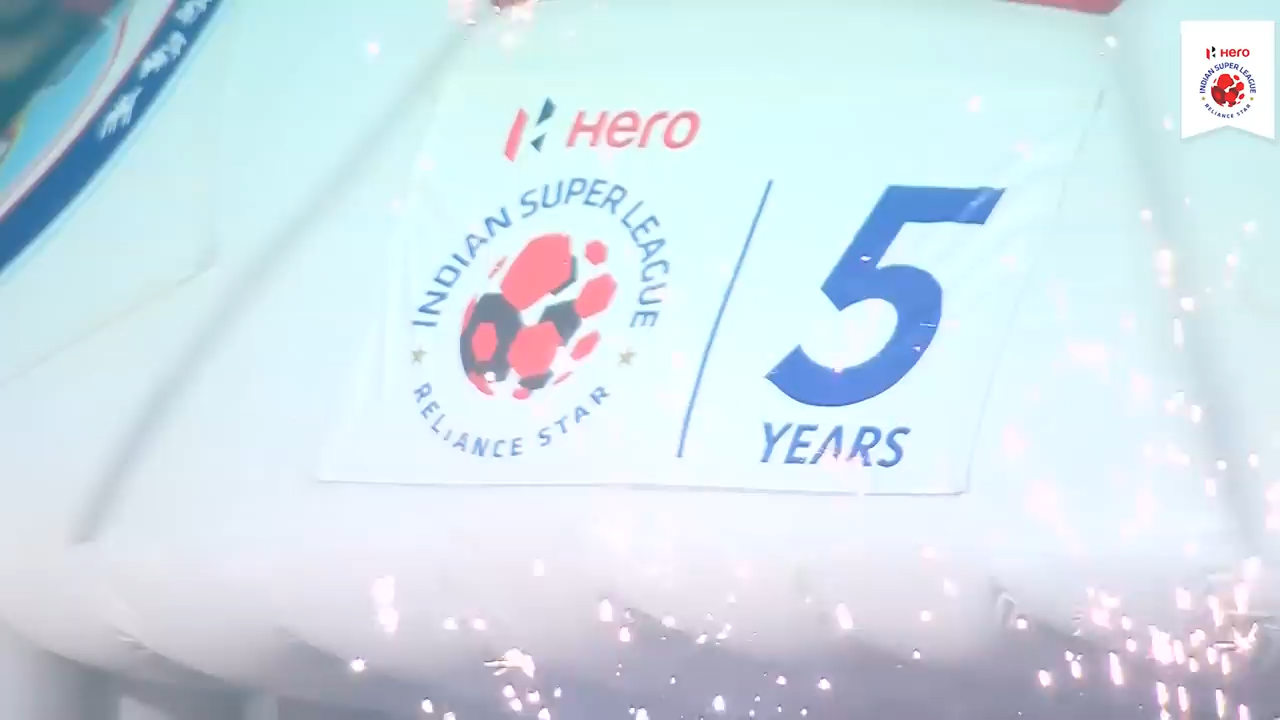 Hero
INDIAN SUPER LEAGUE
RELIANCE STAR
5
YEARS
Hero
INDIAN SUPER LEAGUE
RELIANCE STAR